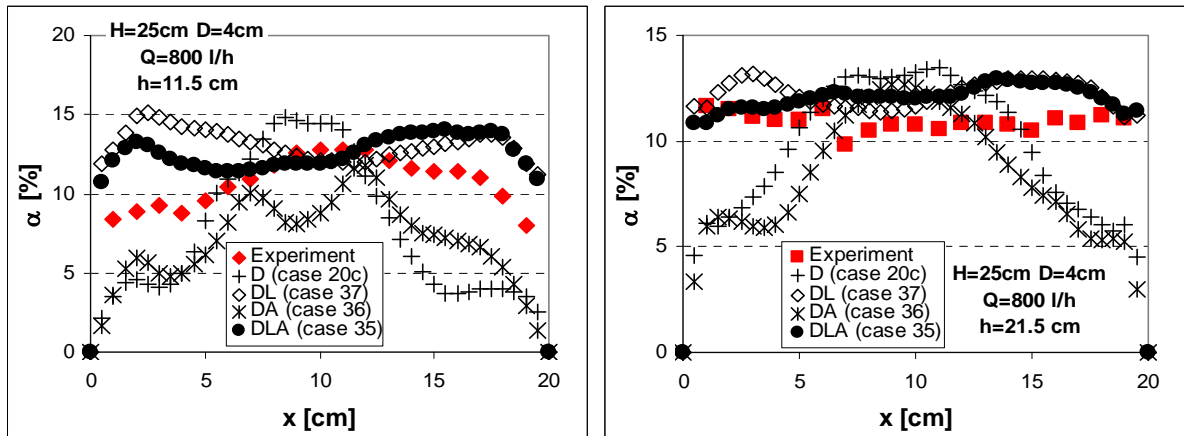 H=25cm D=4cm
Q=800 l/h
h=11.5 cm
20
15
10
5
0
α [%]
Experiment
D (case 20c)
DL (case 37)
DA (case 36)
DLA (case 35)
0 5 10 15 20
x [cm]
15
10
5
0
α [%]
Experiment
D (case 20c)
DL (case 37)
DA (case 36)
DLA (case 35)
H=25cm D=4cm
Q=800 l/h
h=21.5 cm
0 5 10 15 20
x [cm]